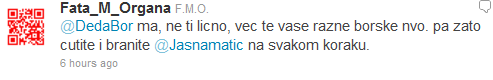 Fata_M_Organa F.M.O.
@DedaBor ma, ne ti licno, vec te vase razne borske nvo. pa zato
cutite i branite @Jasnamatic na svakom koraku.
6 hours ago